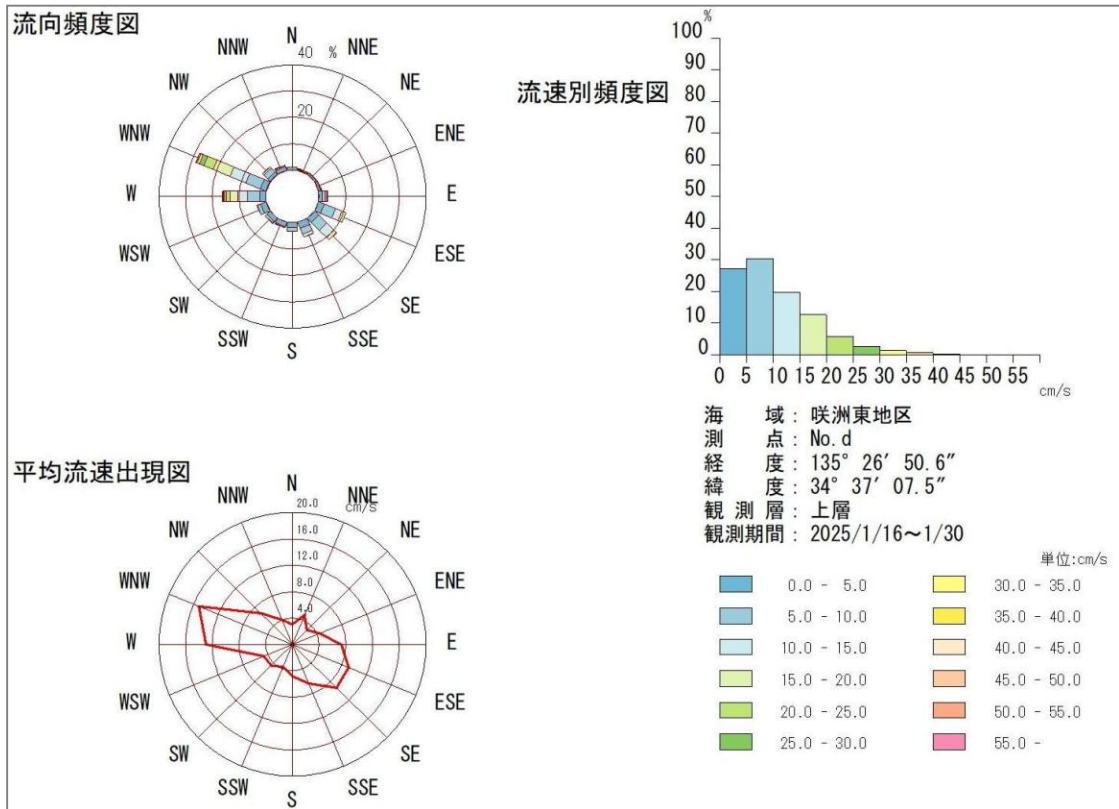 流向頻度図
N
NNW
NNE
40 %
NW
NE
20
WNW
ENE
W
E
WSW
ESE
SW
SE
SSW
SSE
S
流速別頻度図
%
100
90
80
70
60
50
40
30
20
10
0
0 5 10 15 20 25 30 35 40 45 50 55
cm/s
海 域 : 咲洲東地区
測 点 : No.d
経 度 : 135° 26′ 50.6″
緯 度 : 34° 37′ 07.5″
観 測 層 : 上層
観測期間 : 2025/1/16～1/30
平均流速出現図
N
NNW
NNE
20.0
cm/s
NW
NE
16.0
12.0
WNW
ENE
8.0
4.0
W
E
WSW
ESE
SW
SE
SSW
SSE
S
単位:cm/s
0.0 - 5.0
5.0 - 10.0
10.0 - 15.0
15.0 - 20.0
20.0 - 25.0
25.0 - 30.0
30.0 - 35.0
35.0 - 40.0
40.0 - 45.0
45.0 - 50.0
50.0 - 55.0
55.0 -